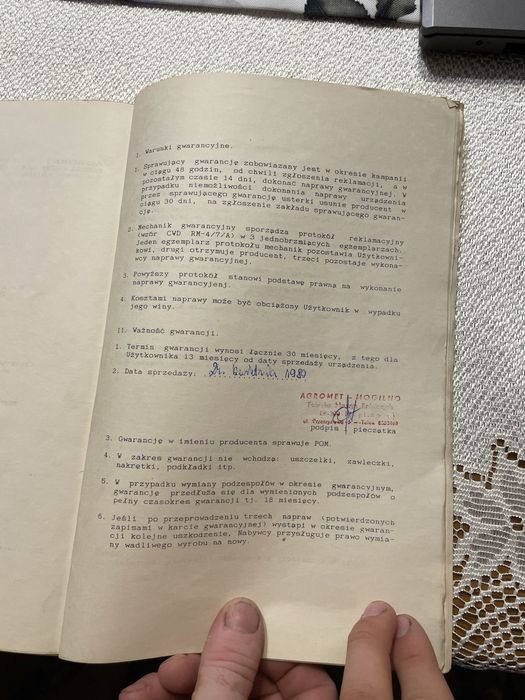 I. Warunki gwarancyjne.
1. Sprawujący gwarancję zobowiązany jest w okresie kampanii
w ciągu 48 godzin, od chwili zgłoszenia reklamacji, a w
pozostałym czasie 14 dni, dokonać naprawy gwarancyjnej. W
przypadku niemożliwości dokonania naprawy urządzenia
przez sprawującego gwarancję usterki usunie producent w
ciągu 30 dni, na zgłoszenie zakładu sprawującego gwaran-
cję.
2. Mechanik gwarancyjny sporządza protokół reklamacyjny
(wzór CVD RM-4/7/A) w 3 jednobrzmiących egzemplarzach.
Jeden egzemplarz protokołu mechanik pozostawia Użytkowni-
kowi, drugi otrzymuje producent, trzeci pozostaje wykona-
wcy naprawy gwarancyjnej.
3. Powyższy protokół stanowi podstawę prawną na wykonanie
naprawy gwarancyjenj.
4. Kosztami naprawy może być obciążony Użytkownik w wypadku
jego winy.
II. Ważność gwarancji.
1. Termin gwarancji wynosi łącznie 30 miesięcy, z tego dla
Użytkownika 13 miesięcy od daty sprzedaży urządzenia.
2. Data sprzedaży: 24 kwietnia 1989
AGROMET - MOGILNO
podpis i pieczątka
3. Gwarancję w imieniu producenta sprawuje POM.
4. W zakres gwarancji nie wchodzą: uszczelki, zawleczki,
nakrętki, podkładki itp.
5. W przypadku wymiany podzespołów w okresie gwarancyjnym,
gwarancję przedłuża się dla wymienionych podzespołów o
pełny czasokres gwarancji tj. 18 miesięcy.
6. Jeśli po przeprowadzeniu trzech napraw (potwierdzonych
zapisami w karcie gwarancyjnej) wystąpi w okresie gwaran-
cji kolejne uszkodzenie, Nabywcy przysługuje prawo wymia-
ny wadliwego wyrobu na nowy.